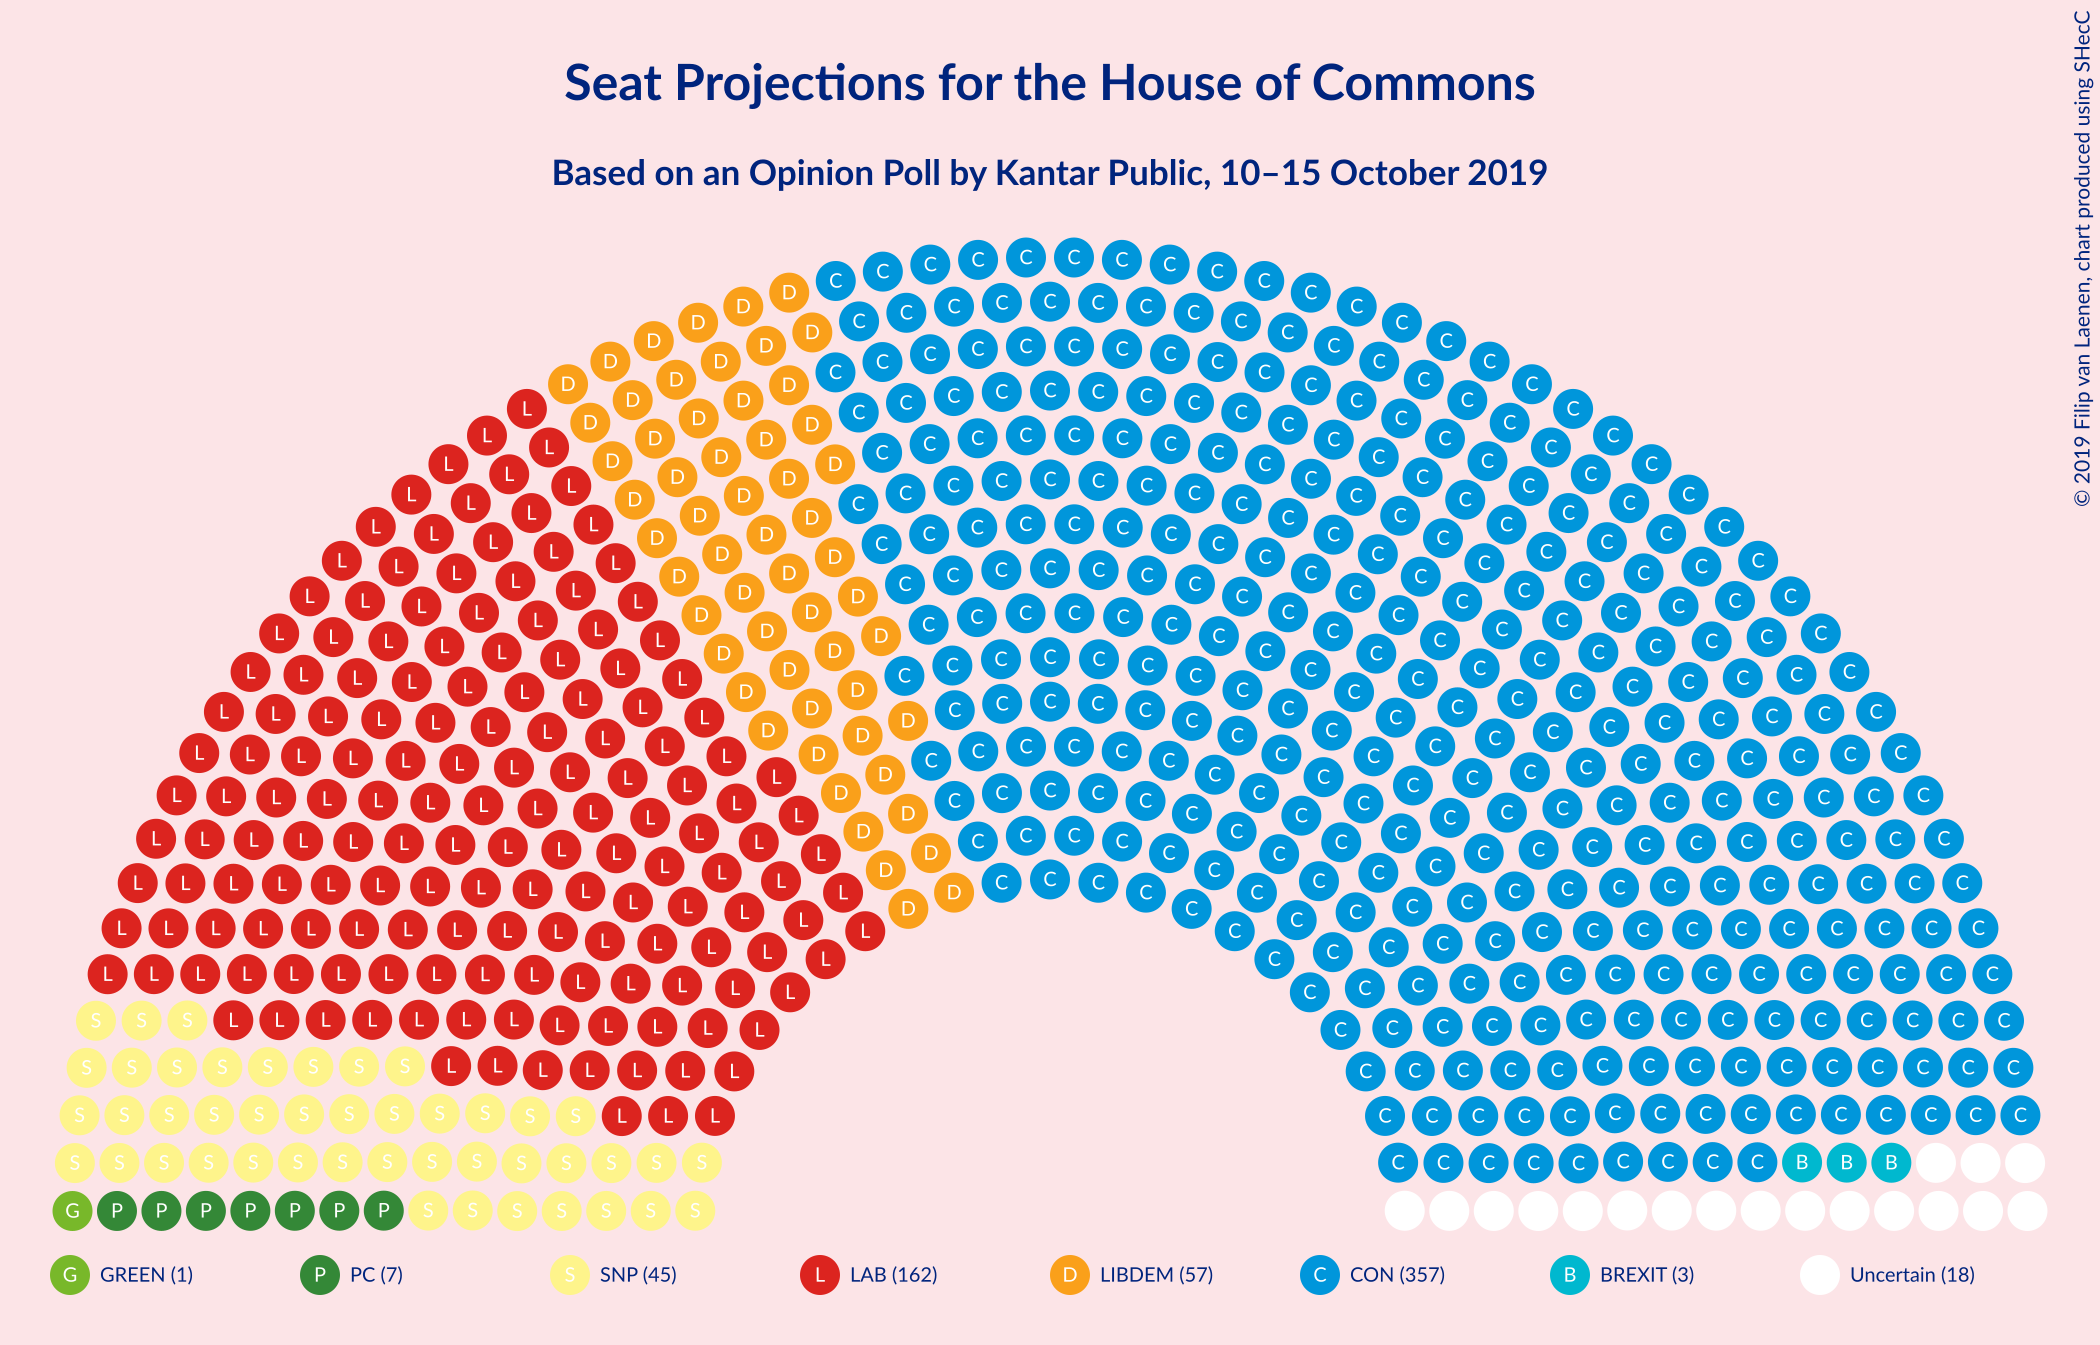 Seat Projections for the House of Commons
Based on an Opinion Poll by Kantar Public, 10–15 October 2019
© 2019 Filip van Laenen, chart produced using SHecC
G GREEN (1)
P PC (7)
S SNP (45)
L LAB (162)
D LIBDEM (57)
C CON (357)
B BREXIT (3)
Uncertain (18)